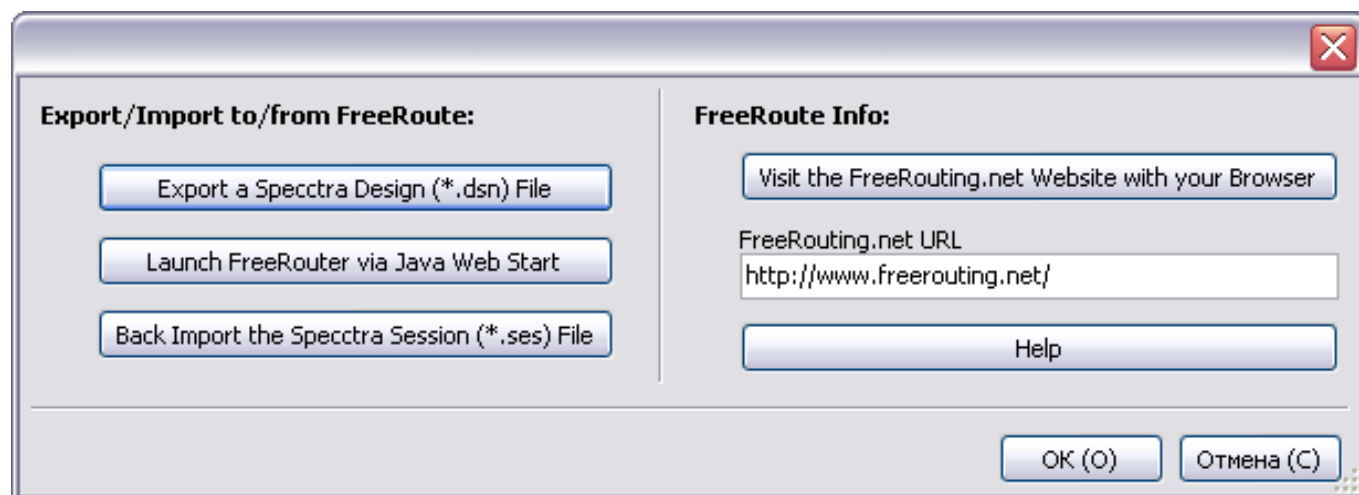 Export/Import to/from FreeRoute:
Export a Specctra Design (*.dsn) File
Launch FreeRouter via Java Web Start
Back Import the Specctra Session (*.ses) File
FreeRoute Info:
Visit the FreeRouting.net Website with your Browser
FreeRouting.net URL
http://www.freerouting.net/
Help
ОК (O)
Отмена (C)